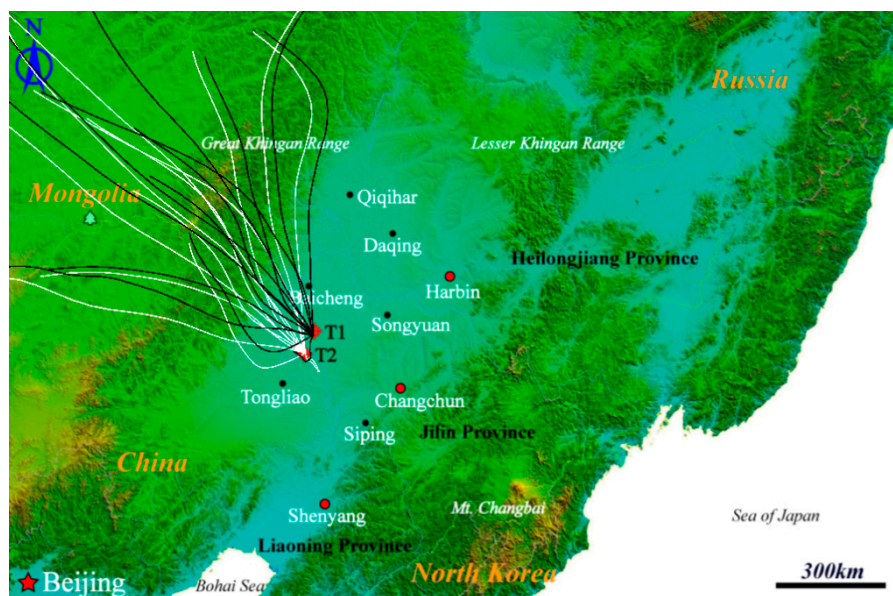 N
Russia
Great Khingan Range
Lesser Khingan Range
Mongolia
Qiqihar
Daqing
Heilongjiang Province
Harbin
Baicheng
Songyuan
T1
T2
Tongliao
Changchun
Siping
Jilin Province
China
Mt. Changbai
Shenyang
Sea of Japan
Liaoning Province
North Korea
300km
Beijing
Bohai Sea